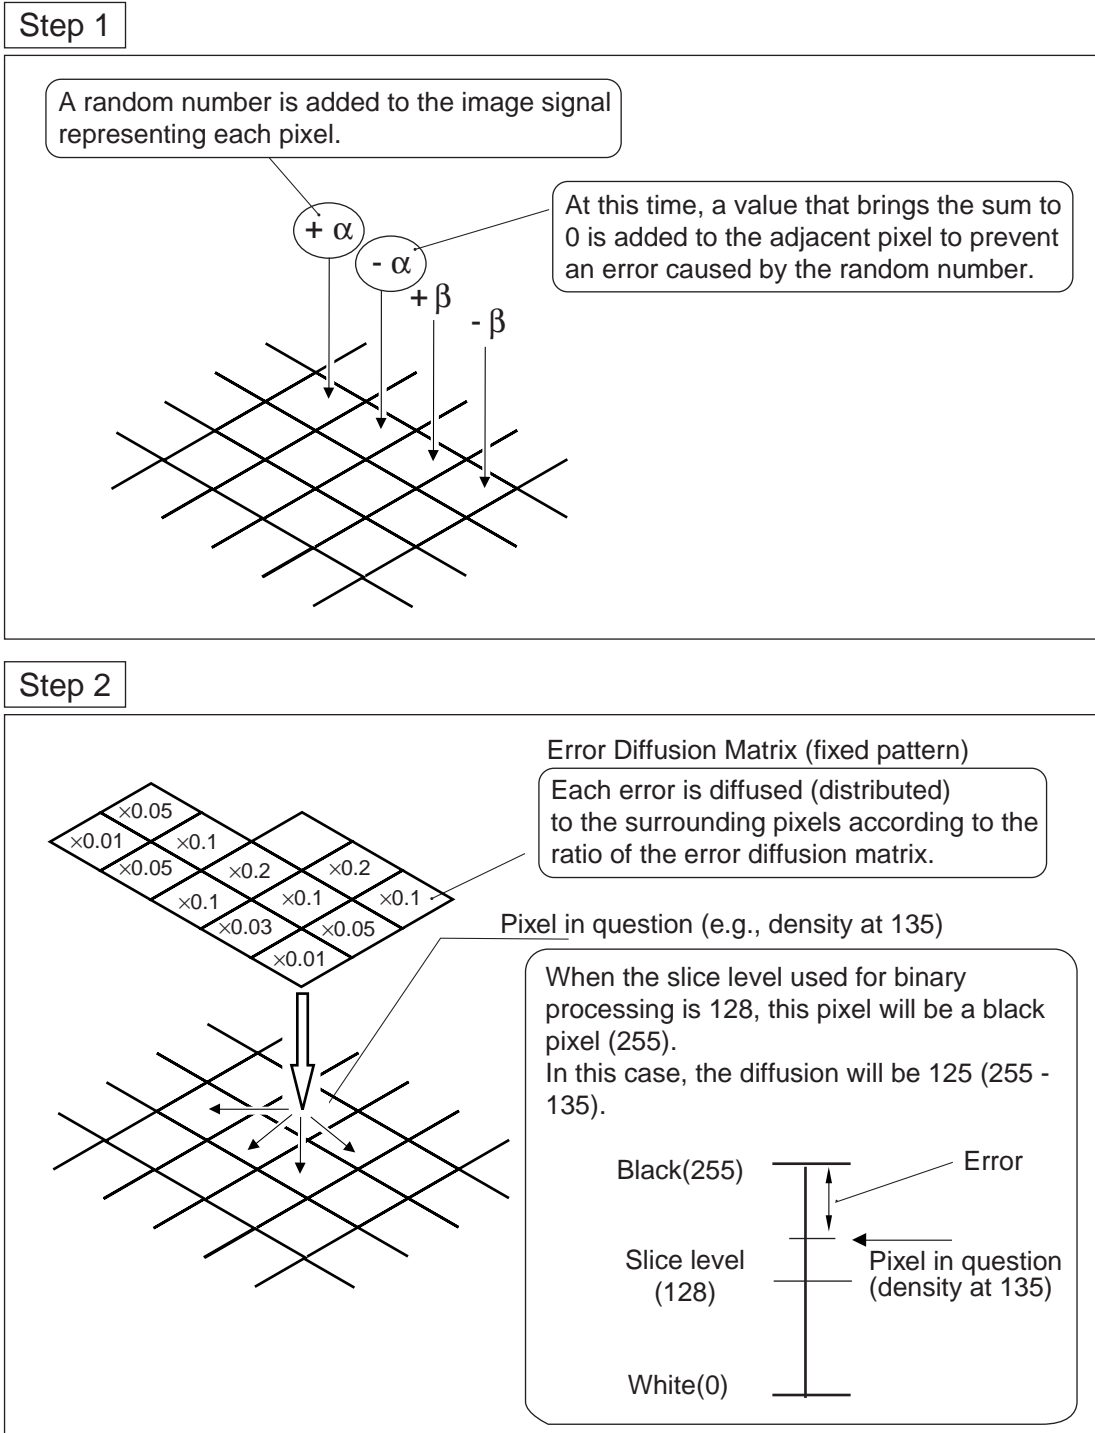 Step 1
A random number is added to the image signal
representing each pixel.
+ α
- α
+ β
- β
At this time, a value that brings the sum to
0 is added to the adjacent pixel to prevent
an error caused by the random number.
Step 2
Error Diffusion Matrix (fixed pattern)
Each error is diffused (distributed)
to the surrounding pixels according to the
ratio of the error diffusion matrix.
×0.05
×0.01
×0.1
×0.05
×0.2
×0.2
×0.1
×0.1
×0.1
×0.03
×0.05
×0.01
Pixel in question (e.g., density at 135)
When the slice level used for binary
processing is 128, this pixel will be a black
pixel (255).
In this case, the diffusion will be 125 (255 -
135).
Black(255)
Error
Slice level
(128)
Pixel in question
(density at 135)
White(0)